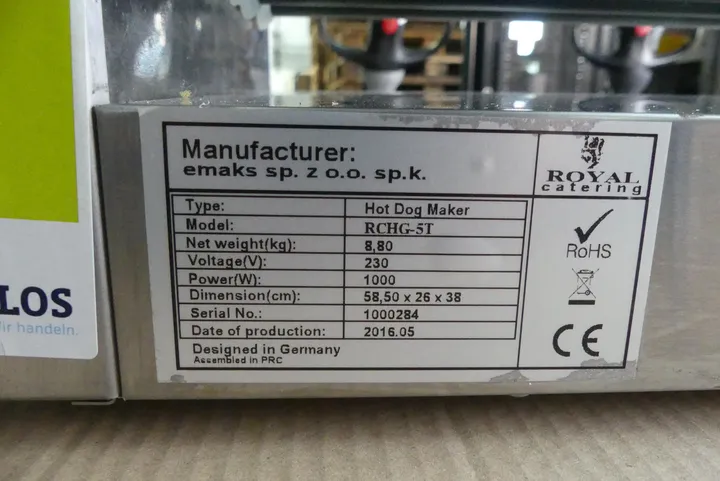 Manufacturer:
emaks sp. z o.o. sp.k.
ROYAL
catering
Type: Hot Dog Maker
Model: RCHG-5T
Net weight(kg): 8,80
Voltage(V): 230
Power(W): 1000
Dimension(cm): 58,50 x 26 x 38
Serial No.: 1000284
Date of production: 2016.05
Designed in Germany
Assembled in PRC
RoHS
CE
LOS
ir handeln.